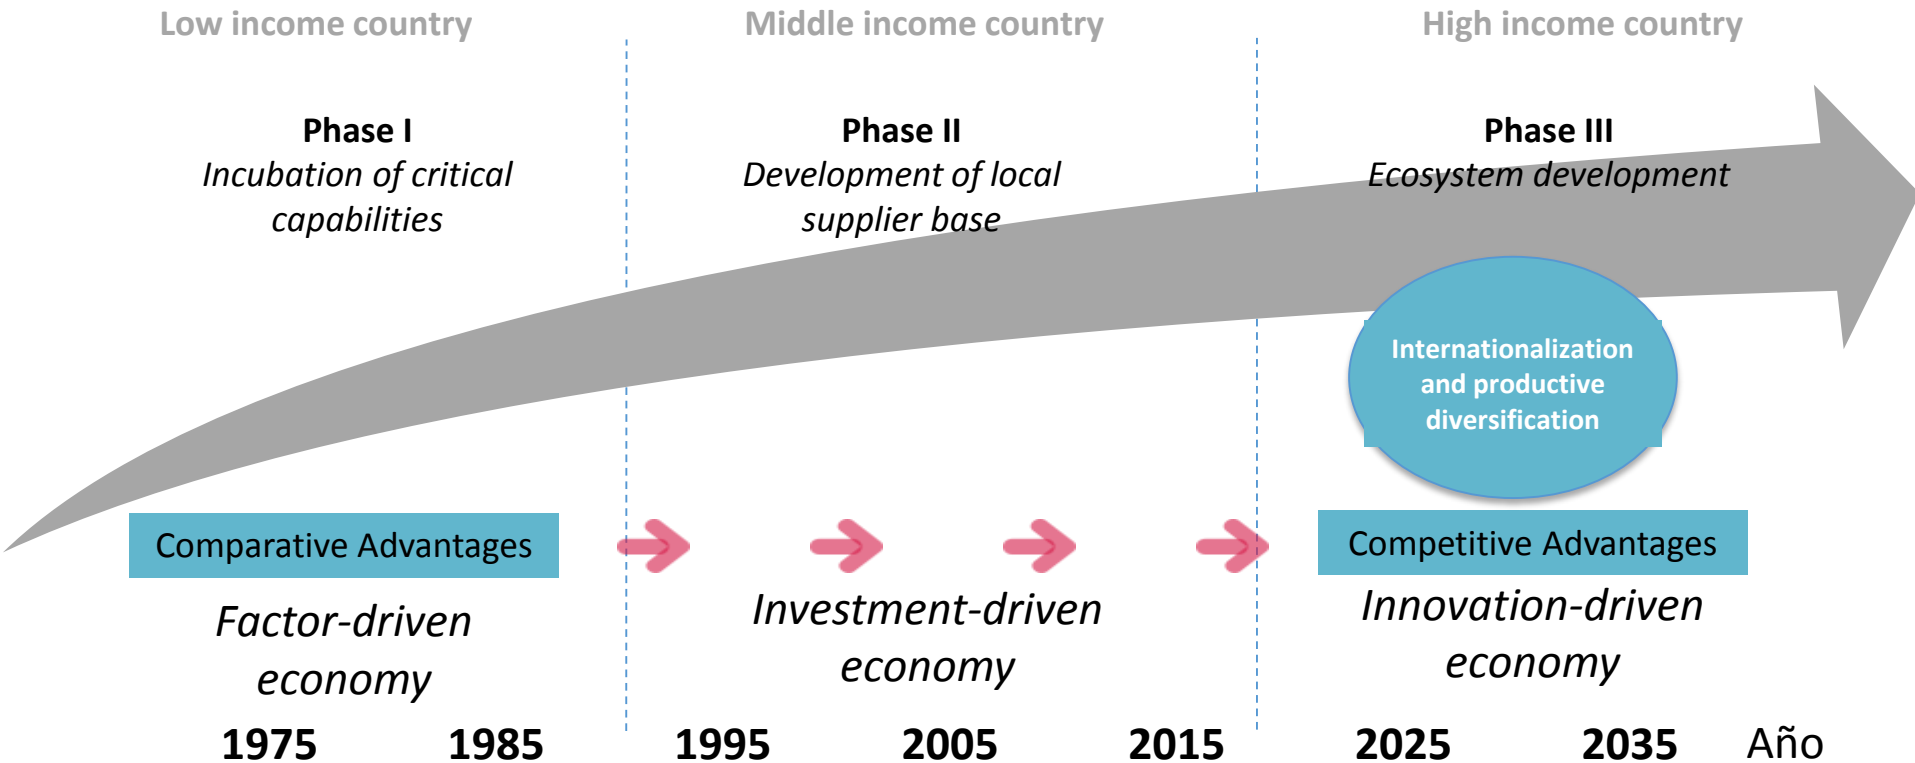 Low income country
Middle income country
High income country
Phase I
Incubation of critical
capabilities
Phase II
Development of local
supplier base
Phase III
Ecosystem development
Internationalization
and productive
diversification
Comparative Advantages
Competitive Advantages
Factor-driven
economy
Investment-driven
economy
Innovation-driven
economy
1975 1985 1995 2005 2015 2025 2035 Año